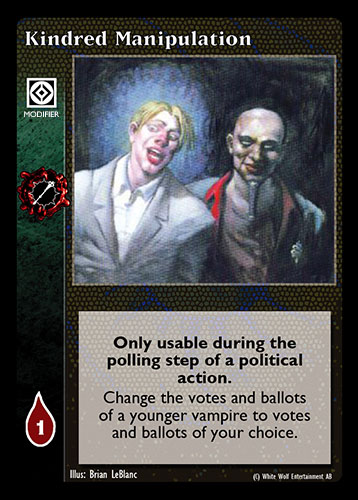 Kindred Manipulation
MODIFIER
Only usable during the
polling step of a political
action.
Change the votes and ballots
of a younger vampire to votes
and ballots of your choice.
1
Illus: Brian LeBlanc
(C) White Wolf Entertainment AB